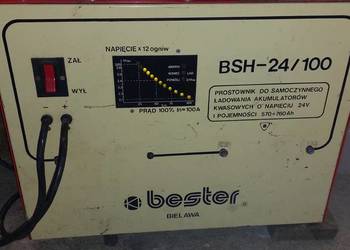 NAPIĘCIE x 12 ogniw
BSH-24/100
ZAŁ
WYŁ
- +
PRĄD 100% In=100A
PROSTOWNIK DO SAMOCZYNNEGO
ŁADOWANIA AKUMULATORÓW
KWASOWYCH O NAPIĘCIU 24V
I POJEMNOŚCI 570÷760Ah
bester
BIELAWA